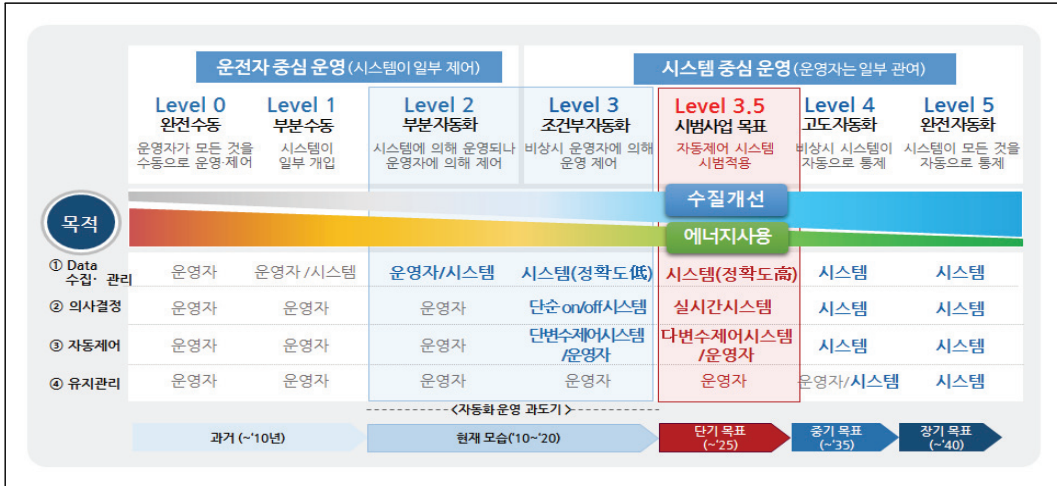 운전자 중심 운영(시스템이 일부 제어)
시스템 중심 운영(운영자는 일부 관여)
Level 0
완전수동
운영자가 모든 것을
수동으로 운영·제어
Level 1
부분수동
시스템이
일부 개입
Level 2
부분자동화
시스템에 의해 운영되나
운영자에 의해 제어
Level 3
조건부자동화
비상시 운영자에 의해
운영 제어
Level 3.5
시범사업 목표
자동제어 시스템
시범적용
Level 4
고도자동화
비상시 시스템이
자동으로 통제
Level 5
완전자동화
시스템이 모든 것을
자동으로 통제
목적
수질개선
에너지사용
① Data
수집· 관리
운영자
운영자 /시스템
운영자/시스템
시스템(정확도低)
시스템(정확도高)
시스템
시스템
② 의사결정
운영자
운영자
운영자
단순 on/off시스템
실시간시스템
시스템
시스템
③ 자동제어
운영자
운영자
운영자
단변수제어시스템
/운영자
다변수제어시스템
/운영자
시스템
시스템
④ 유지관리
운영자
운영자
운영자
운영자
운영자
운영자/시스템
시스템
<자동화 운영 과도기 >
과거 (~'10년)
현재 모습('10~'20)
단기 목표
(~'25)
중기 목표
(~'35)
장기 목표
(~'40)